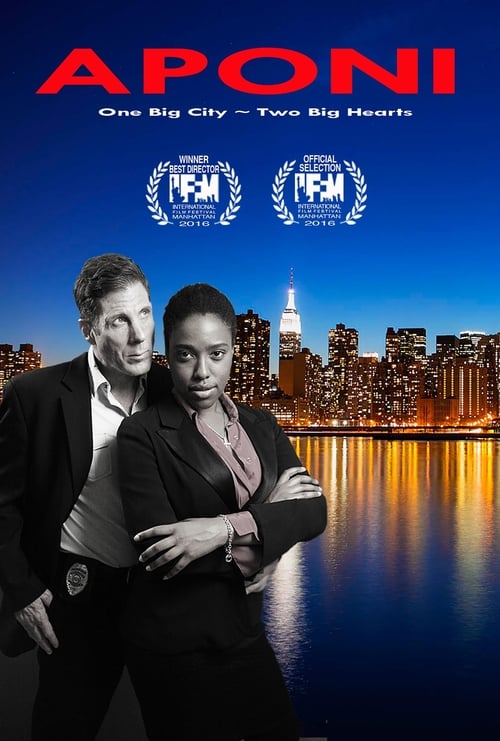 APONI
One Big City ~ Two Big Hearts
WINNER
BEST DIRECTOR
IFFM
INTERNATIONAL
FILM FESTIVAL
MANHATTAN
2016
OFFICIAL
SELECTION
IFFM
INTERNATIONAL
FILM FESTIVAL
MANHATTAN
2016